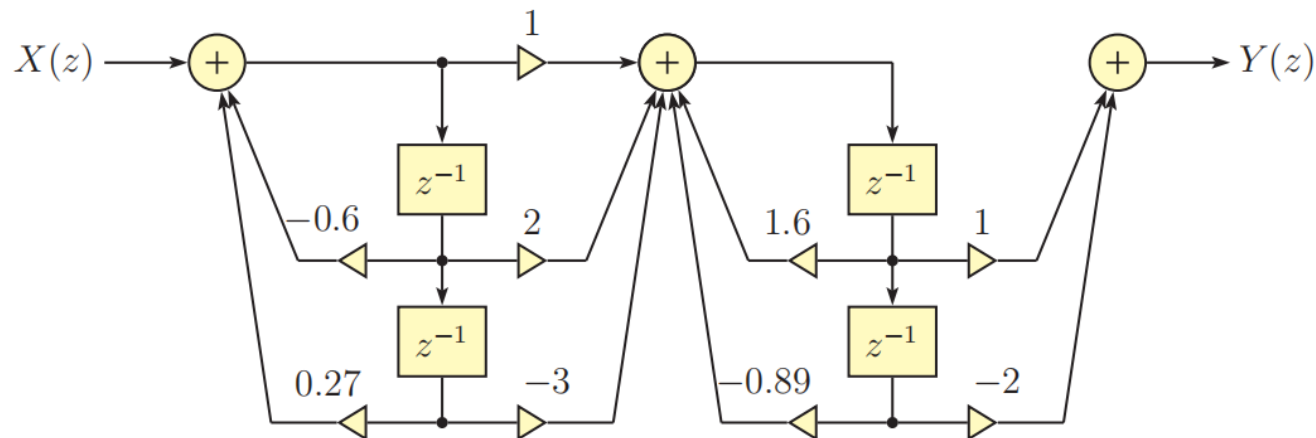 1
X(z) + + + Y(z)
z⁻¹ z⁻¹
−0.6 2 1.6 1
z⁻¹ z⁻¹
0.27 −3 −0.89 −2